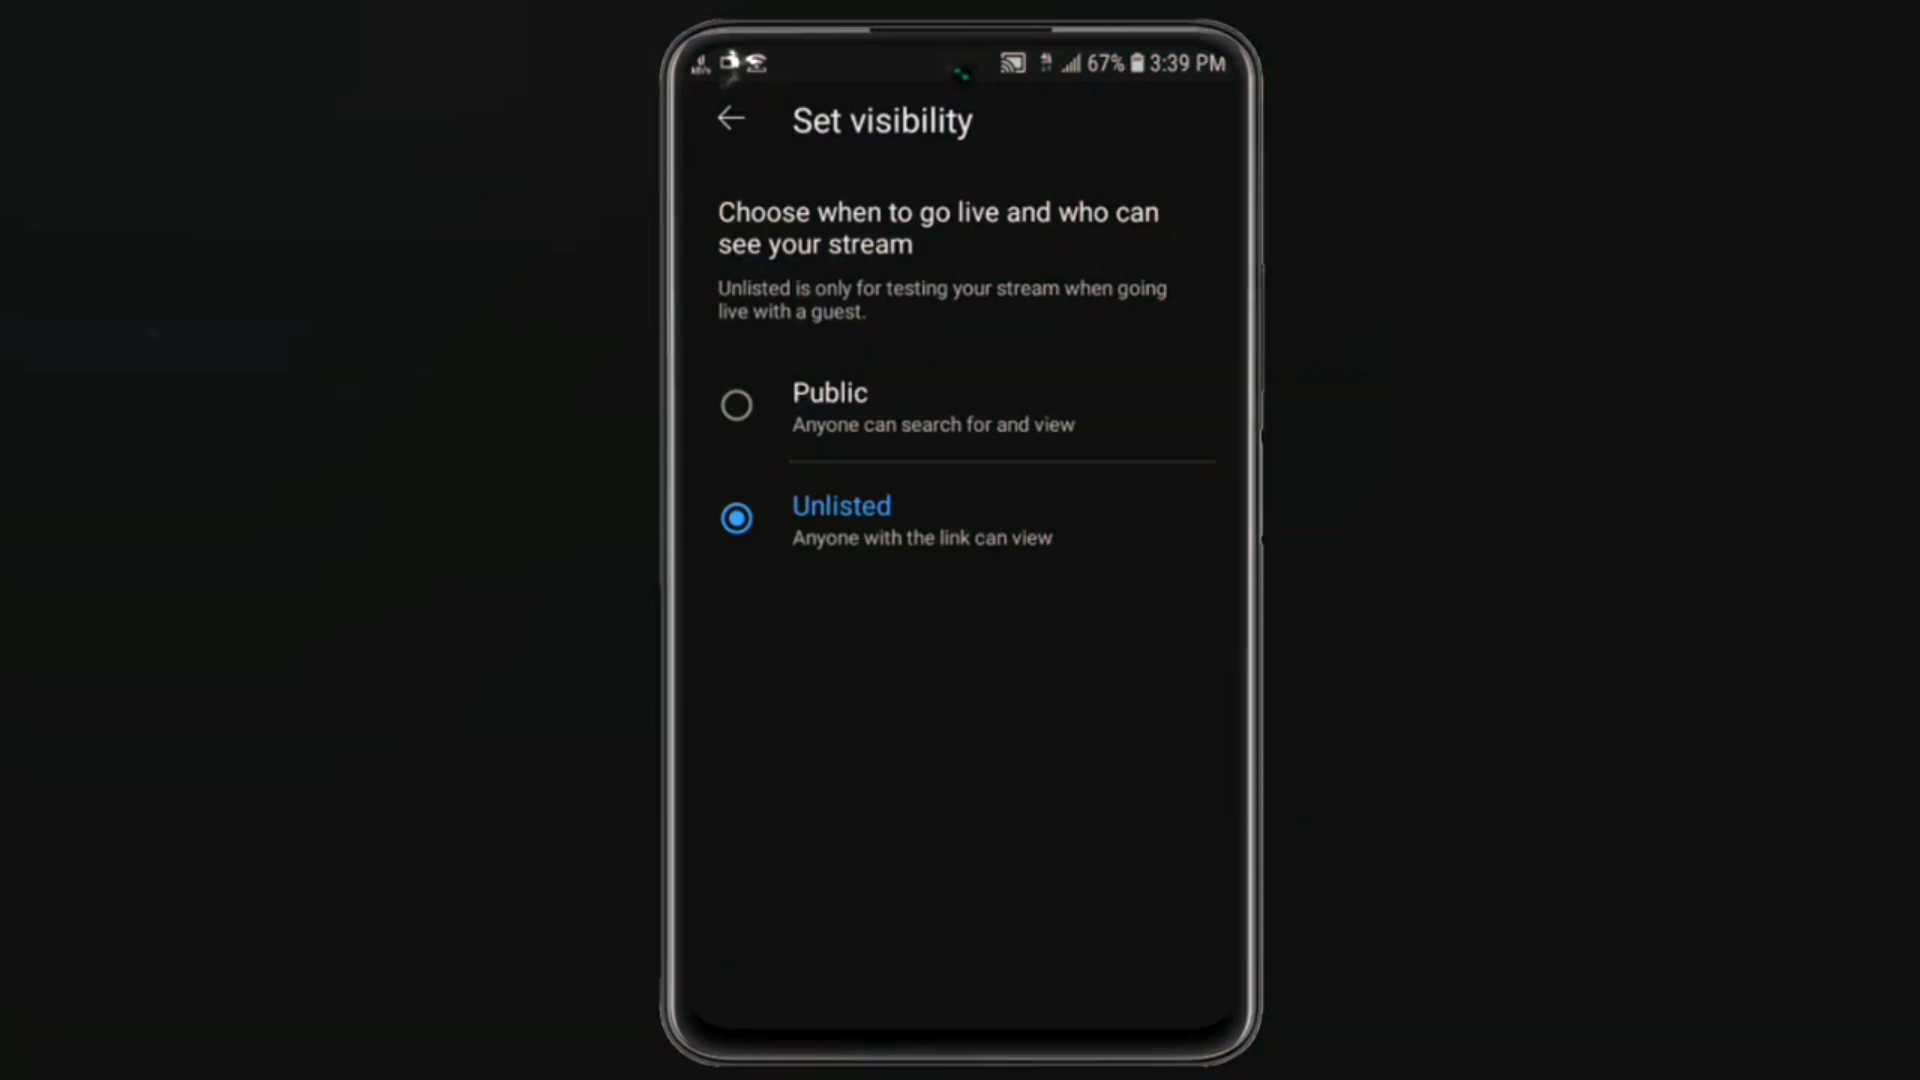 67% 3:39 PM
Set visibility
Choose when to go live and who can
see your stream
Unlisted is only for testing your stream when going
live with a guest.
Public
Anyone can search for and view
Unlisted
Anyone with the link can view